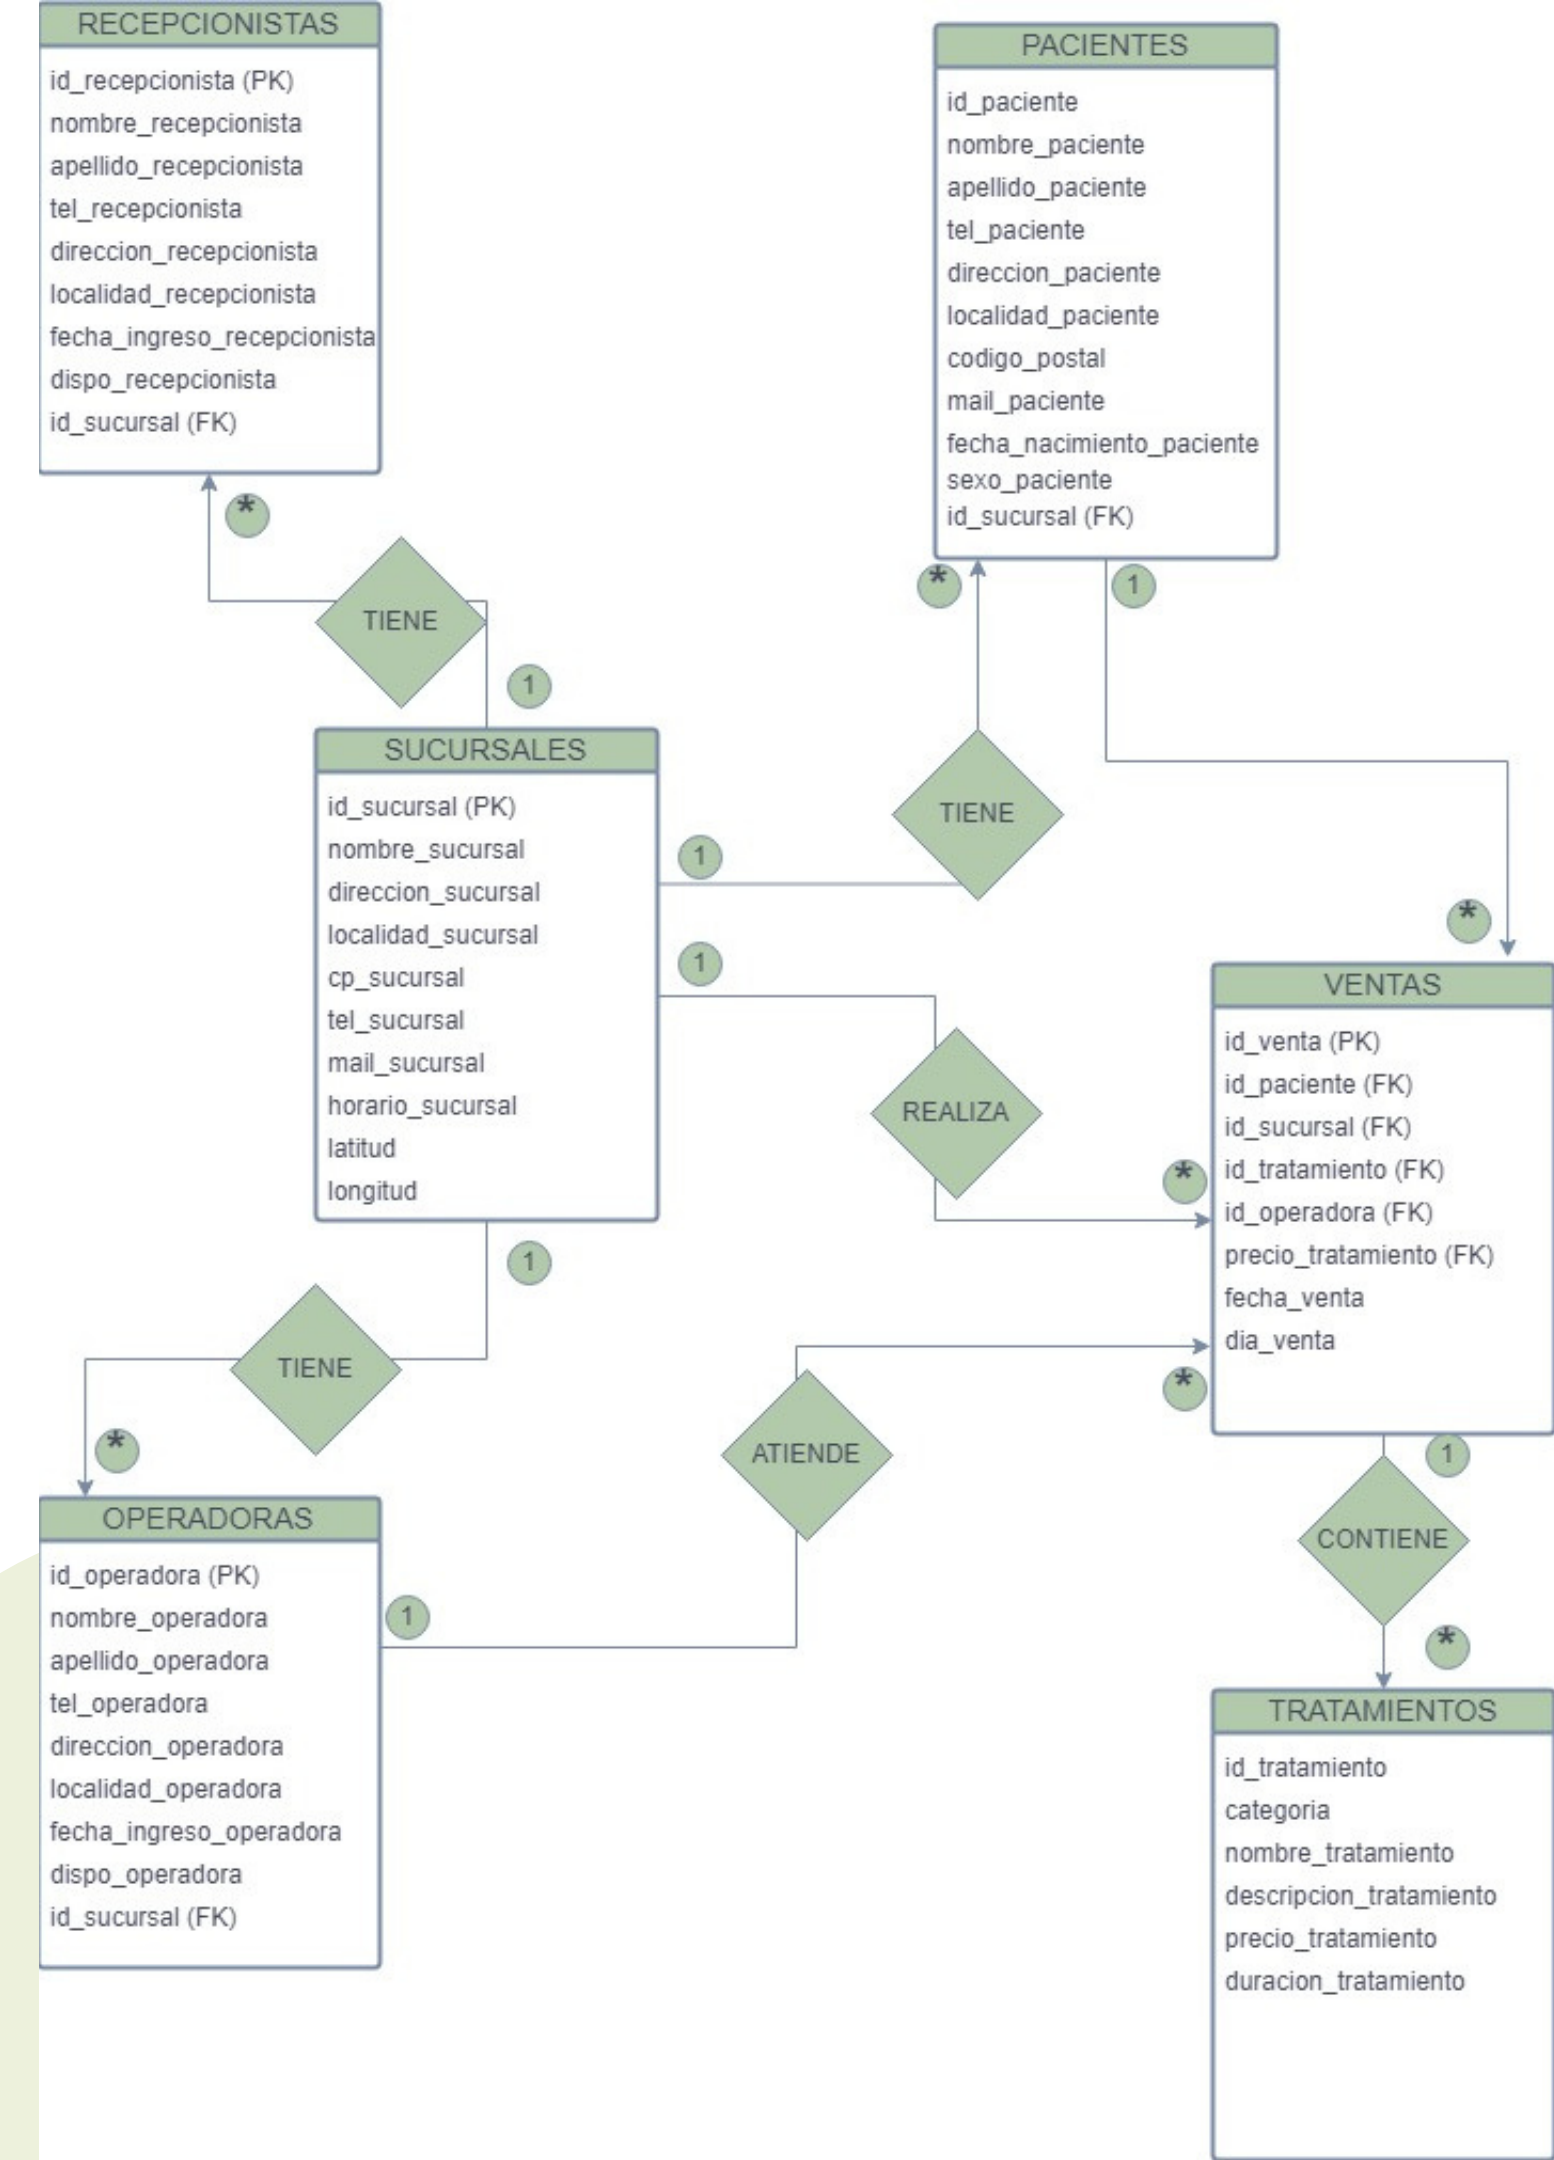 RECEPCIONISTAS
id_recepcionista (PK)
nombre_recepcionista
apellido_recepcionista
tel_recepcionista
direccion_recepcionista
localidad_recepcionista
fecha_ingreso_recepcionista
dispo_recepcionista
id_sucursal (FK)
*
TIENE
1
PACIENTES
id_paciente
nombre_paciente
apellido_paciente
tel_paciente
direccion_paciente
localidad_paciente
codigo_postal
mail_paciente
fecha_nacimiento_paciente
sexo_paciente
id_sucursal (FK)
*
1
TIENE
SUCURSALES
id_sucursal (PK)
nombre_sucursal
direccion_sucursal
localidad_sucursal
cp_sucursal
tel_sucursal
mail_sucursal
horario_sucursal
latitud
longitud
1
1
REALIZA
*
*
VENTAS
id_venta (PK)
id_paciente (FK)
id_sucursal (FK)
id_tratamiento (FK)
id_operadora (FK)
precio_tratamiento (FK)
fecha_venta
dia_venta
1
TIENE
*
ATIENDE
*
1
CONTIENE
*
OPERADORAS
id_operadora (PK)
nombre_operadora
apellido_operadora
tel_operadora
direccion_operadora
localidad_operadora
fecha_ingreso_operadora
dispo_operadora
id_sucursal (FK)
1
TRATAMIENTOS
id_tratamiento
categoria
nombre_tratamiento
descripcion_tratamiento
precio_tratamiento
duracion_tratamiento